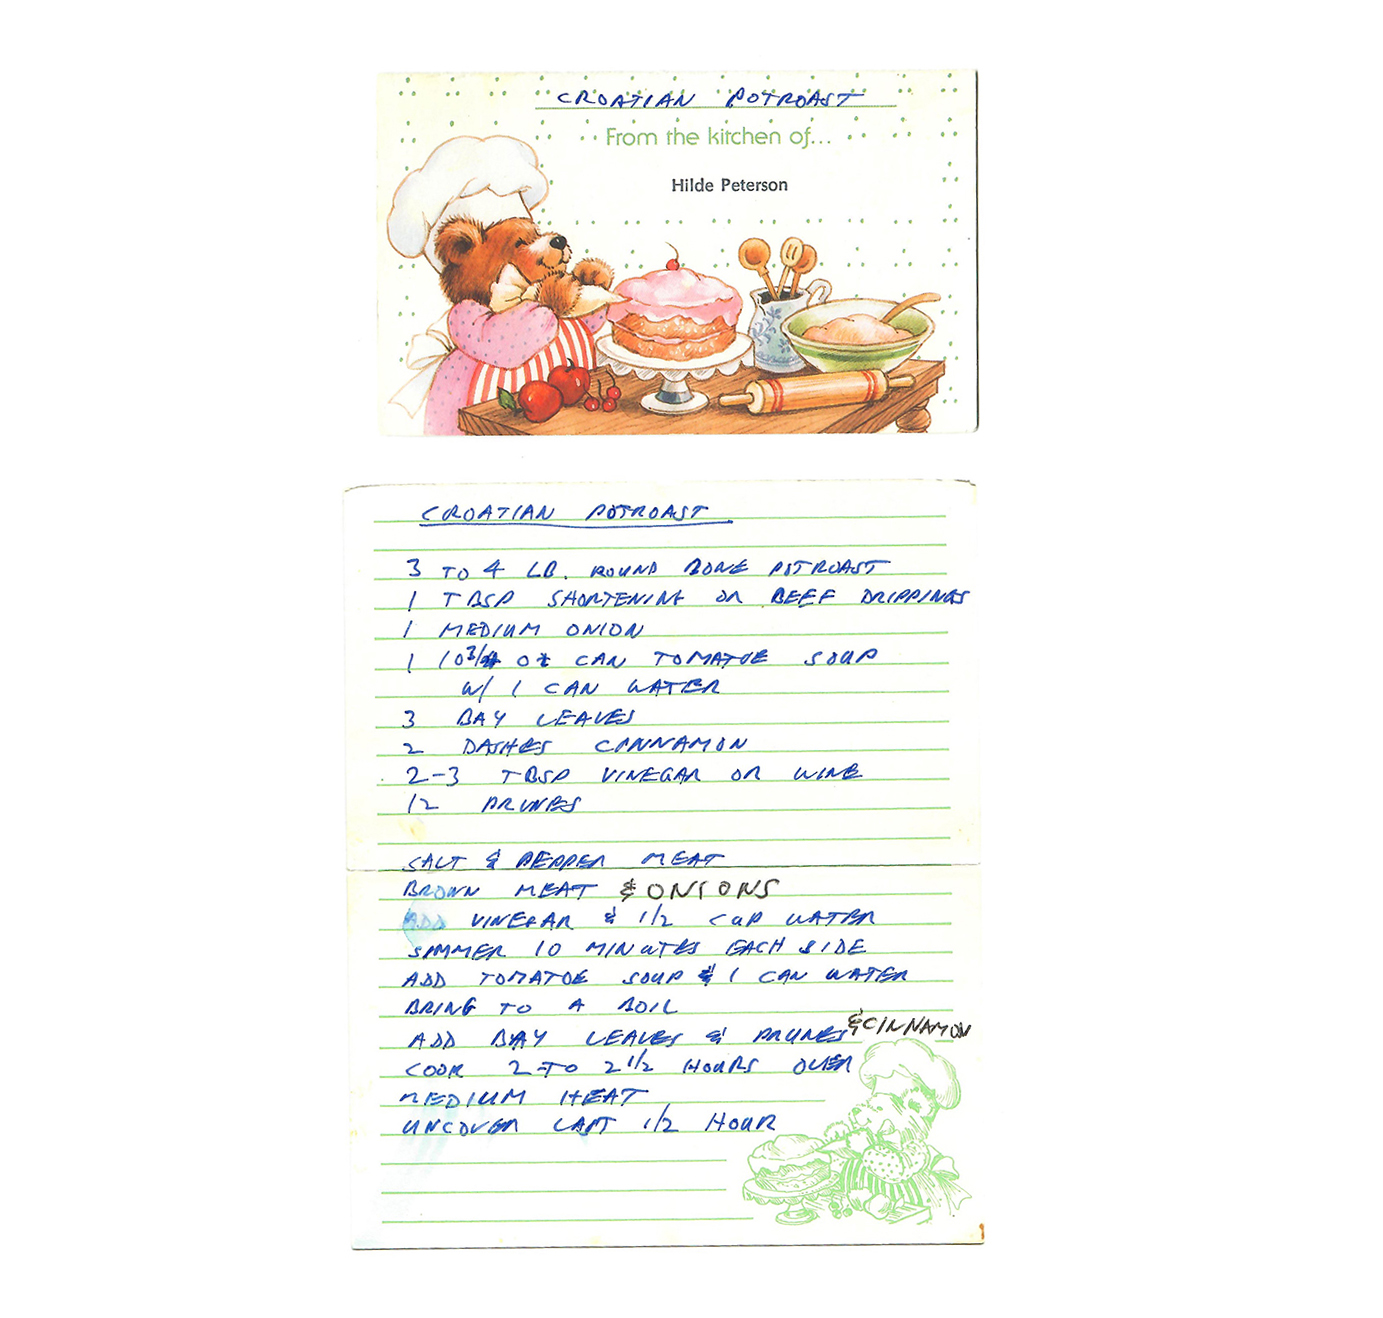 CROATIAN POTROAST
From the kitchen of...
Hilde Peterson
CROATIAN POTROAST
3 TO 4 LB. ROUND BONE POTROAST
1 TBSP SHORTENING OR BEEF DRIPPINGS
1 MEDIUM ONION
1 10 3/4 OZ CAN TOMATOE SOUP
W/ 1 CAN WATER
3 BAY LEAVES
2 DASHES CINNAMON
2-3 TBSP VINEGAR OR WINE
12 PRUNES
SALT & PEPPER MEAT
BROWN MEAT & ONIONS
ADD VINEGAR & 1/2 CUP WATER
SIMMER 10 MINUTES EACH SIDE
ADD TOMATOE SOUP & 1 CAN WATER
BRING TO A BOIL
ADD BAY LEAVES & PRUNES & CINNAMON
COOK 2 TO 2 1/2 HOURS OVER
MEDIUM HEAT
UNCOVER LAST 1/2 HOUR